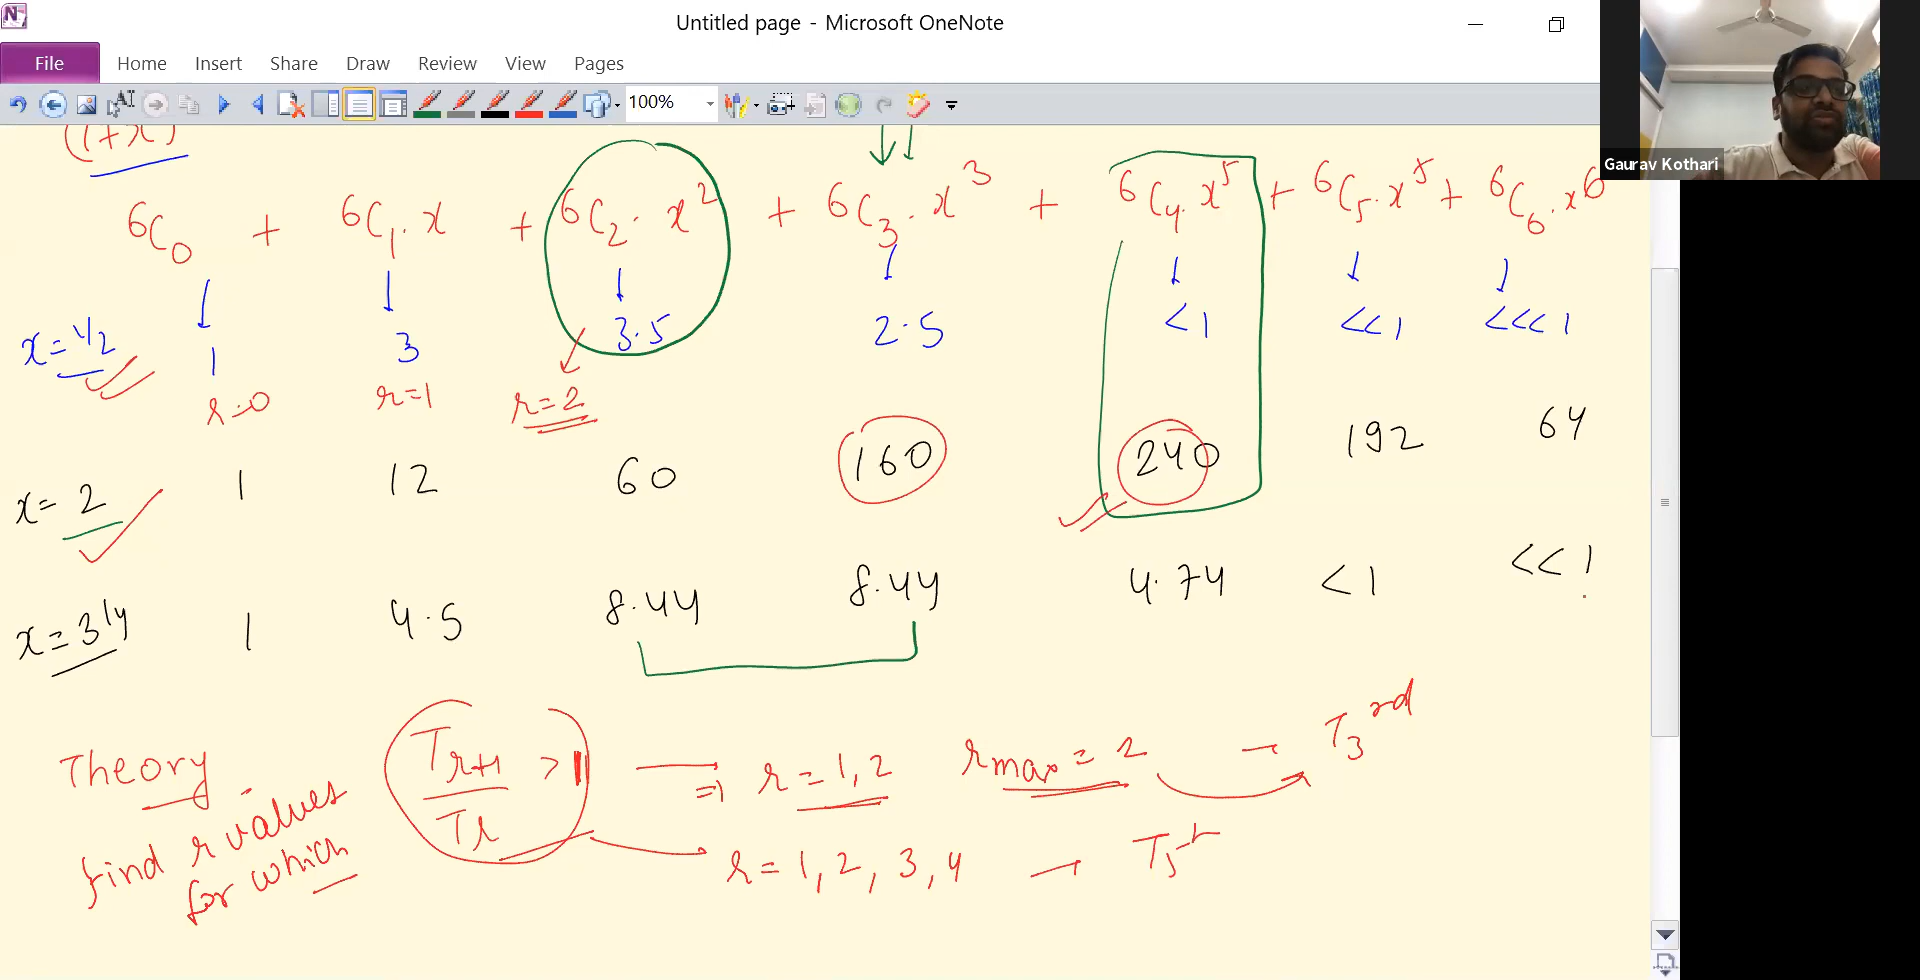 Untitled page - Microsoft OneNote
File Home Insert Share Draw Review View Pages
100%
Gaurav Kothari
(1+x)
⁶C₀ + ⁶C₁.x + ⁶C₂.x² + ⁶C₃.x³ + ⁶C₄.x⁵ + ⁶C₅.x⁵ + ⁶C₆.x⁶
x=1/2 1 3 3.5 2.5 <1 <<1 <<<1
r=0 r=1 r=2
x=2 1 12 60 160 240 192 64
x=3/4 1 4.5 8.44 8.44 4.74 <1 <<1
Theory Tr+1/Tr >1 ⇒ r=1,2 rmax=2 → T3rd
find r values for which r=1,2,3,4 → T5